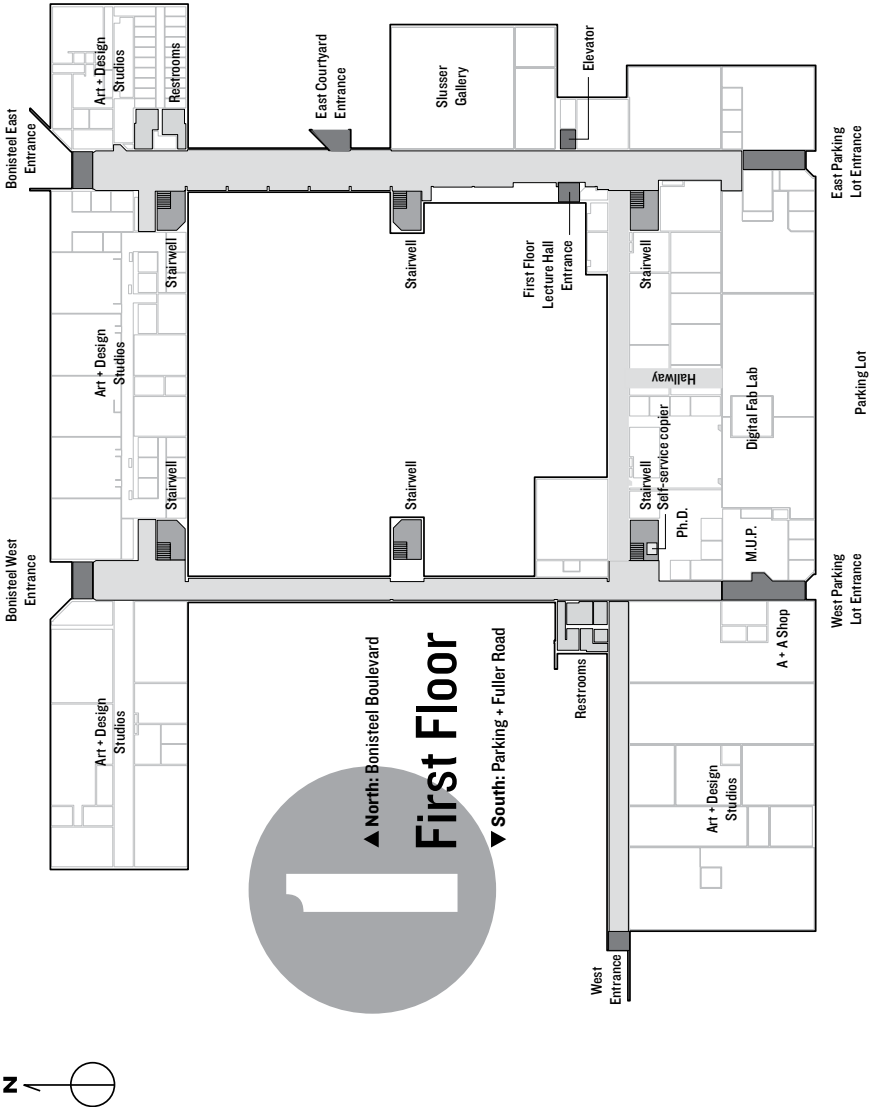 Bonisteel East
Entrance
Art + Design
Studios
Restrooms
East Courtyard
Entrance
Slusser
Gallery
Elevator
East Parking
Lot Entrance
Stairwell
Stairwell
First Floor
Lecture Hall
Entrance
Stairwell
Art + Design
Studios
Hallway
Digital Fab Lab
Parking Lot
Stairwell
Stairwell
Stairwell
Self-service copier
Ph.D.
M.U.P.
Bonisteel West
Entrance
West Parking
Lot Entrance
Art + Design
Studios
Restrooms
A + A Shop
Art + Design
Studios
West
Entrance
1
▲ North: Bonisteel Boulevard
First Floor
▼ South: Parking + Fuller Road
N